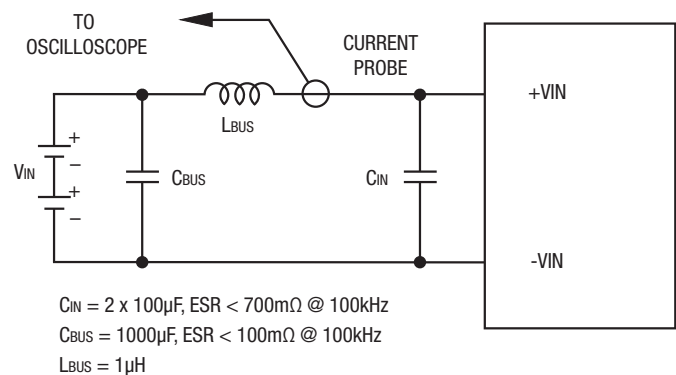 TO
OSCILLOSCOPE
CURRENT
PROBE
LBUS
+VIN
VIN
+
−
+
−
CBUS
CIN
-VIN
CIN = 2 x 100µF, ESR < 700mΩ @ 100kHz
CBUS = 1000µF, ESR < 100mΩ @ 100kHz
LBUS = 1µH